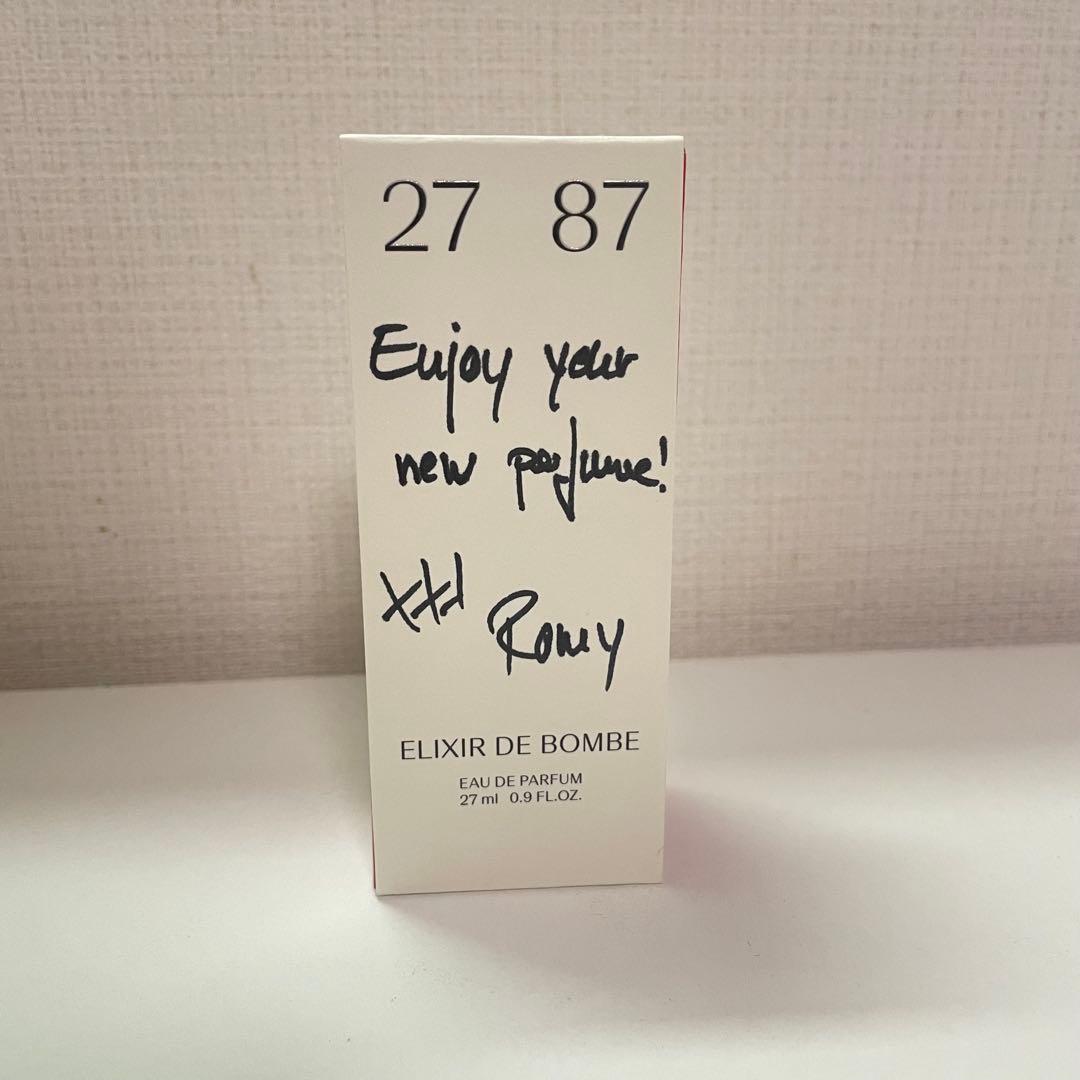 27 87
Enjoy your
new perfume!
xxx Romy
ELIXIR DE BOMBE
EAU DE PARFUM
27 ml 0.9 FL.OZ.